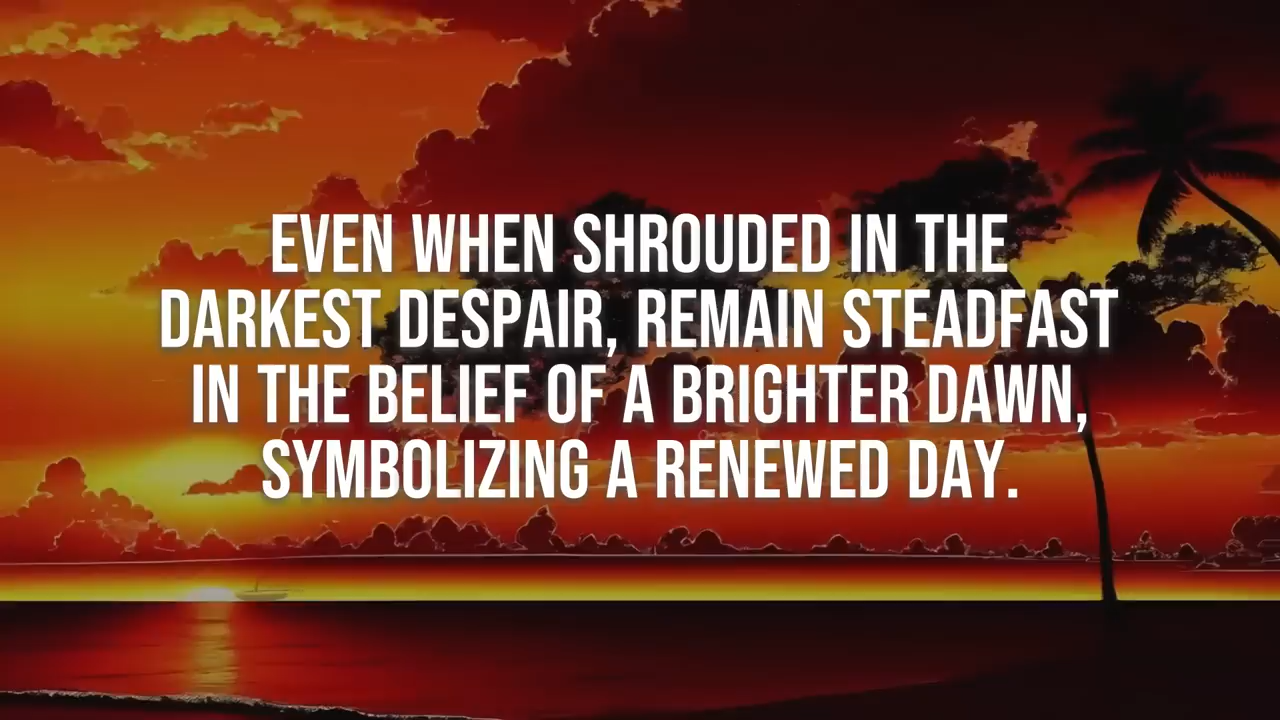 EVEN WHEN SHROUDED IN THE
DARKEST DESPAIR, REMAIN STEADFAST
IN THE BELIEF OF A BRIGHTER DAWN,
SYMBOLIZING A RENEWED DAY.